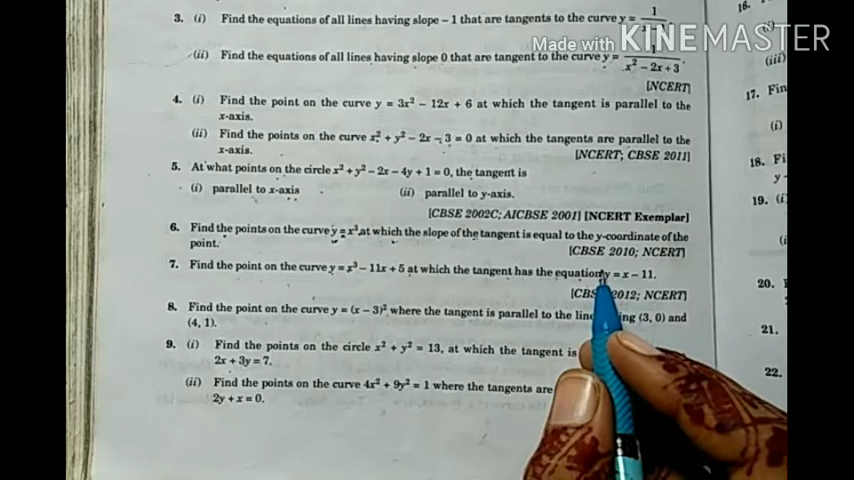 Made with KINEMASTER
3. (i) Find the equations of all lines having slope – 1 that are tangents to the curve y = 1
(ii) Find the equations of all lines having slope 0 that are tangent to the curve y = 1 / x² – 2x + 3
[NCERT]
4. (i) Find the point on the curve y = 3x² – 12x + 6 at which the tangent is parallel to the
x-axis.
(ii) Find the points on the curve x² + y² – 2x – 3 = 0 at which the tangents are parallel to the
x-axis. [NCERT; CBSE 2011]
5. At what points on the circle x² + y² – 2x – 4y + 1 = 0, the tangent is
(i) parallel to x-axis (ii) parallel to y-axis.
[CBSE 2002C; AICBSE 2001] [NCERT Exemplar]
6. Find the points on the curve y = x³ at which the slope of the tangent is equal to the y-coordinate of the
point. [CBSE 2010; NCERT]
7. Find the point on the curve y = x³ – 11x + 5 at which the tangent has the equation y = x – 11.
2012; NCERT]
8. Find the point on the curve y = (x – 3)² where the tangent is parallel to the line (3, 0) and
(4, 1).
9. (i) Find the points on the circle x² + y² = 13, at which the tangent is
2x + 3y = 7.
(ii) Find the points on the curve 4x² + 9y² = 1 where the tangents are
2y + x = 0.
16.
(iii)
17. Fin
(i)
18. Fi
y
19. (i
20.
21.
22.